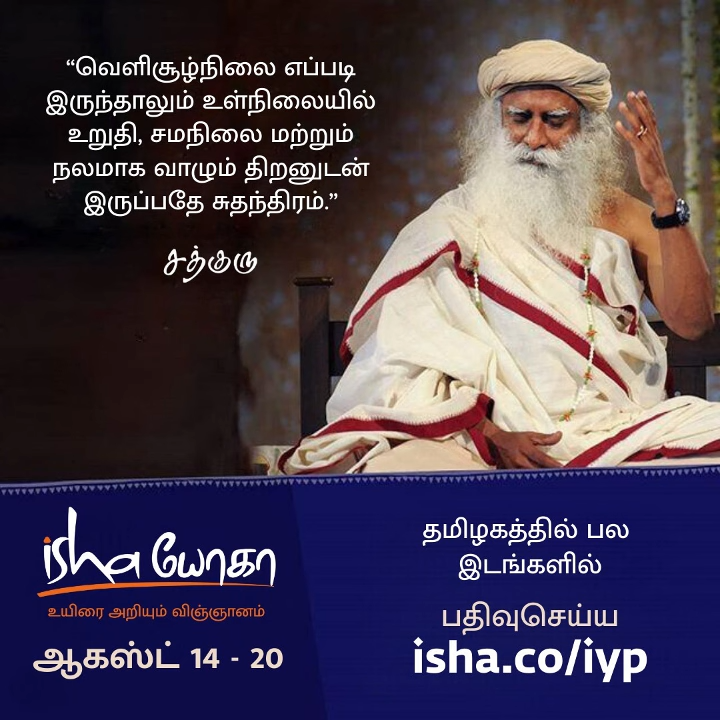 “வெளிசூழ்நிலை எப்படி
இருந்தாலும் உள்நிலையில்
உறுதி, சமநிலை மற்றும்
நலமாக வாழும் திறனுடன்
இருப்பதே சுதந்திரம்.”
சத்குரு
isha யோகா
உயிரை அறியும் விஞ்ஞானம்
ஆகஸ்ட் 14 - 20
தமிழகத்தில் பல
இடங்களில்
பதிவுசெய்ய
isha.co/iyp